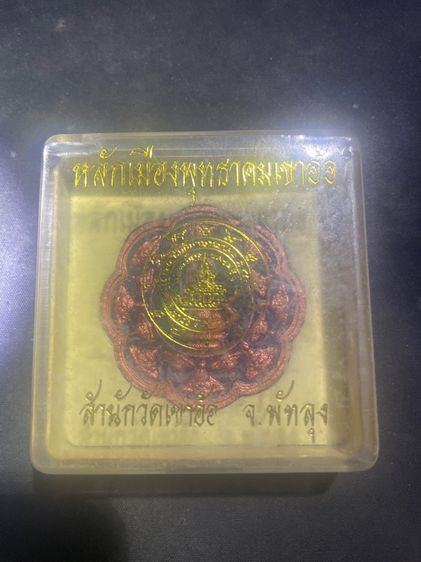 หลักเมืองพุทธาคมเขาอ้อ
สำนักวัดเขาอ้อ จ.พัทลุง